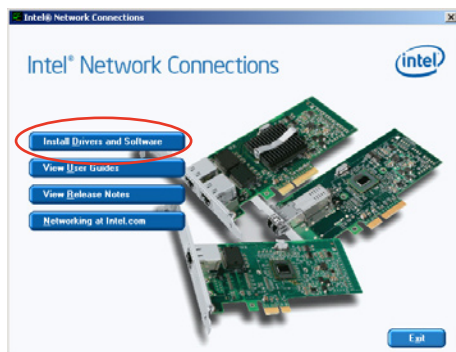 Intel® Network Connections
Intel® Network Connections
intel
Install Drivers and Software
View User Guides
View Release Notes
Networking at Intel.com
Exit